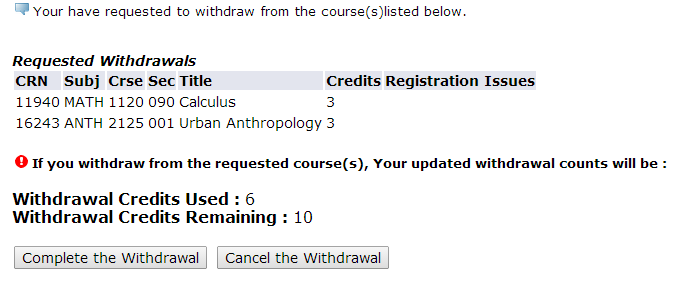 Your have requested to withdraw from the course(s)listed below.
Requested Withdrawals
CRN Subj Crse Sec Title Credits Registration Issues
11940 MATH 1120 090 Calculus 3
16243 ANTH 2125 001 Urban Anthropology 3
If you withdraw from the requested course(s), Your updated withdrawal counts will be :
Withdrawal Credits Used : 6
Withdrawal Credits Remaining : 10
Complete the Withdrawal Cancel the Withdrawal